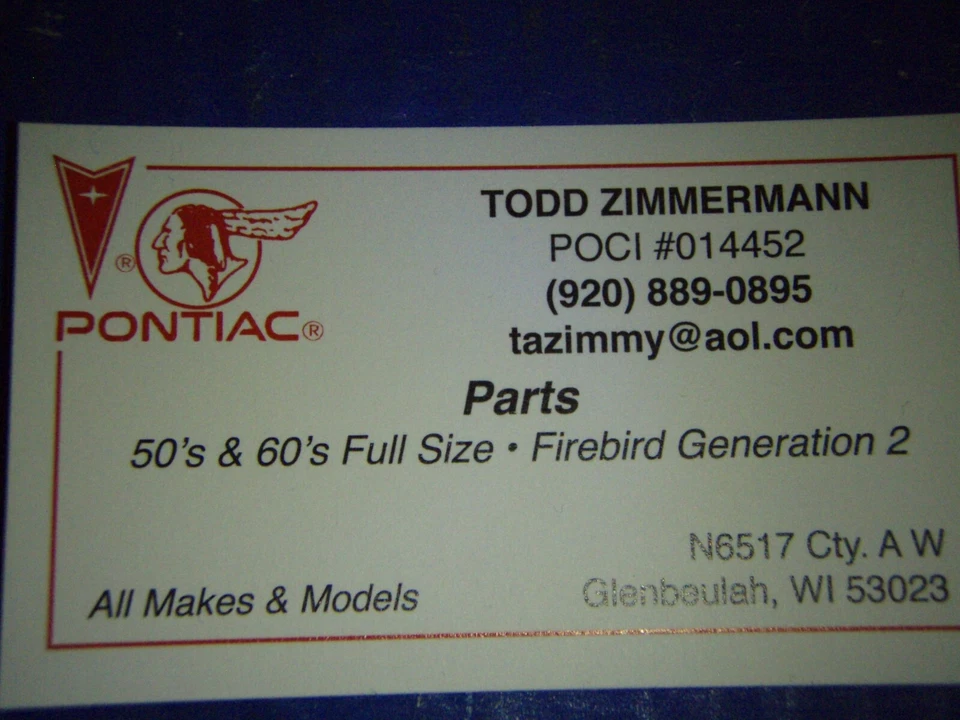 TODD ZIMMERMANN
POCI #014452
(920) 889-0895
tazimmy@aol.com
®
PONTIAC®
Parts
50's & 60's Full Size • Firebird Generation 2
N6517 Cty. A W
Glenbeulah, WI 53023
All Makes & Models